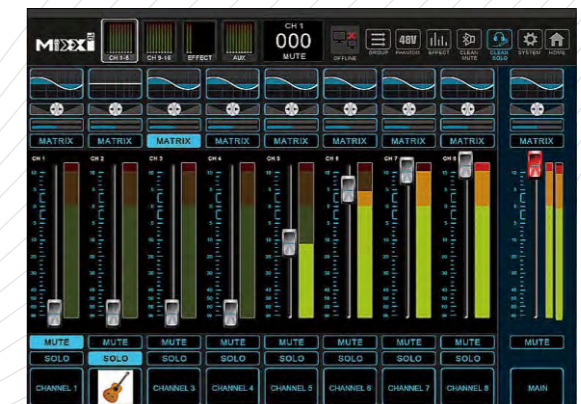 MIXXI
CH 1-8 CH 9-16 EFFECT AUX
CH 1
000
MUTE
OFFLINE GROUP PHANTOM EFFECT CLEAN MUTE CLEAN SOLO SYSTEM HOME
48V
MATRIX MATRIX MATRIX MATRIX MATRIX MATRIX MATRIX MATRIX MATRIX
CH 1 CH 2 CH 3 CH 4 CH 5 CH 6 CH 7 CH 8
MUTE MUTE MUTE MUTE MUTE MUTE MUTE MUTE MUTE
SOLO SOLO SOLO SOLO SOLO SOLO SOLO SOLO
CHANNEL 1 CHANNEL 3 CHANNEL 4 CHANNEL 5 CHANNEL 6 CHANNEL 7 CHANNEL 8 MAIN